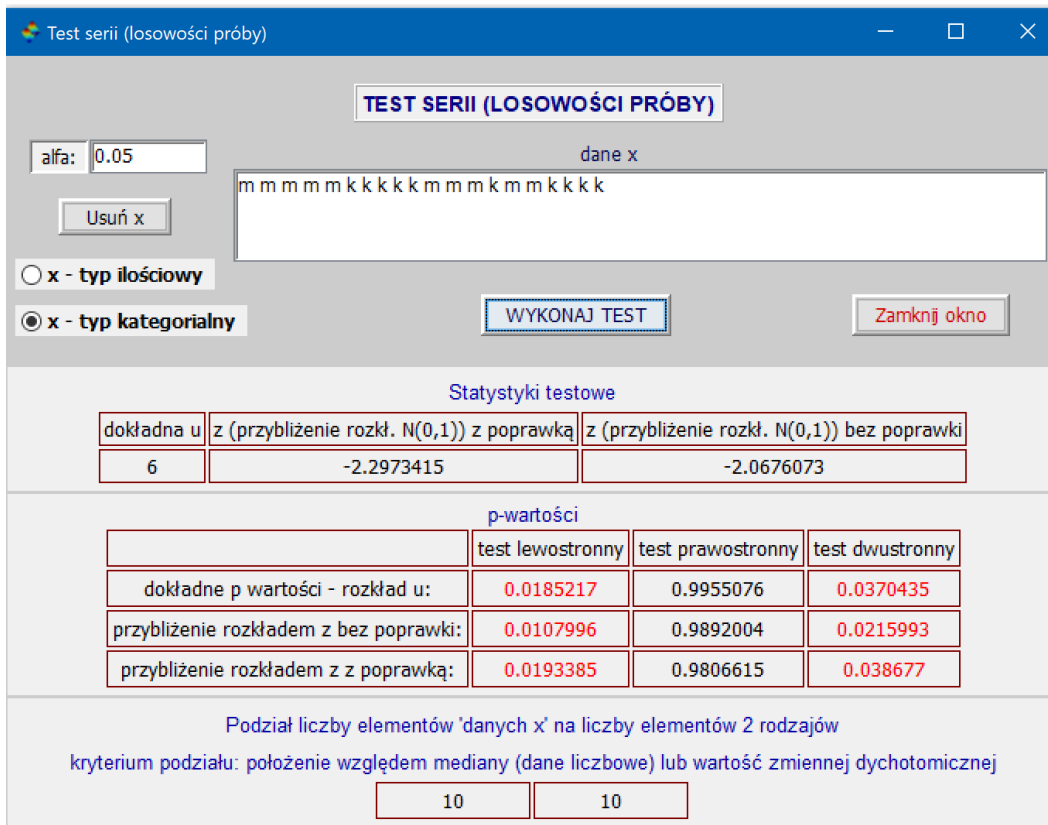 Test serii (losowości próby)
TEST SERII (LOSOWOŚCI PRÓBY)
alfa: 0.05
dane x
m m m m m k k k k k m m m k m m k k k k
Usuń x
x - typ ilościowy
x - typ kategorialny
WYKONAJ TEST
Zamknij okno
Statystyki testowe
dokładna u z (przybliżenie rozkł. N(0,1)) z poprawką z (przybliżenie rozkł. N(0,1)) bez poprawki
6 -2.2973415 -2.0676073
p-wartości
test lewostronny test prawostronny test dwustronny
dokładne p wartości - rozkład u: 0.0185217 0.9955076 0.0370435
przybliżenie rozkładem z bez poprawki: 0.0107996 0.9892004 0.0215993
przybliżenie rozkładem z z poprawką: 0.0193385 0.9806615 0.038677
Podział liczby elementów 'danych x' na liczby elementów 2 rodzajów
kryterium podziału: położenie względem mediany (dane liczbowe) lub wartość zmiennej dychotomicznej
10 10